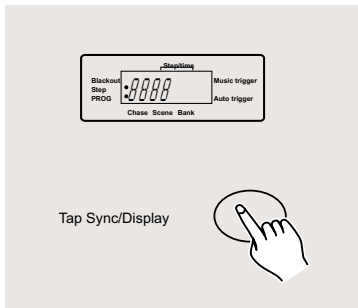 Step/time
Blackout
Step
PROG
8888
Music trigger
Auto trigger
Chase Scene Bank
Tap Sync/Display